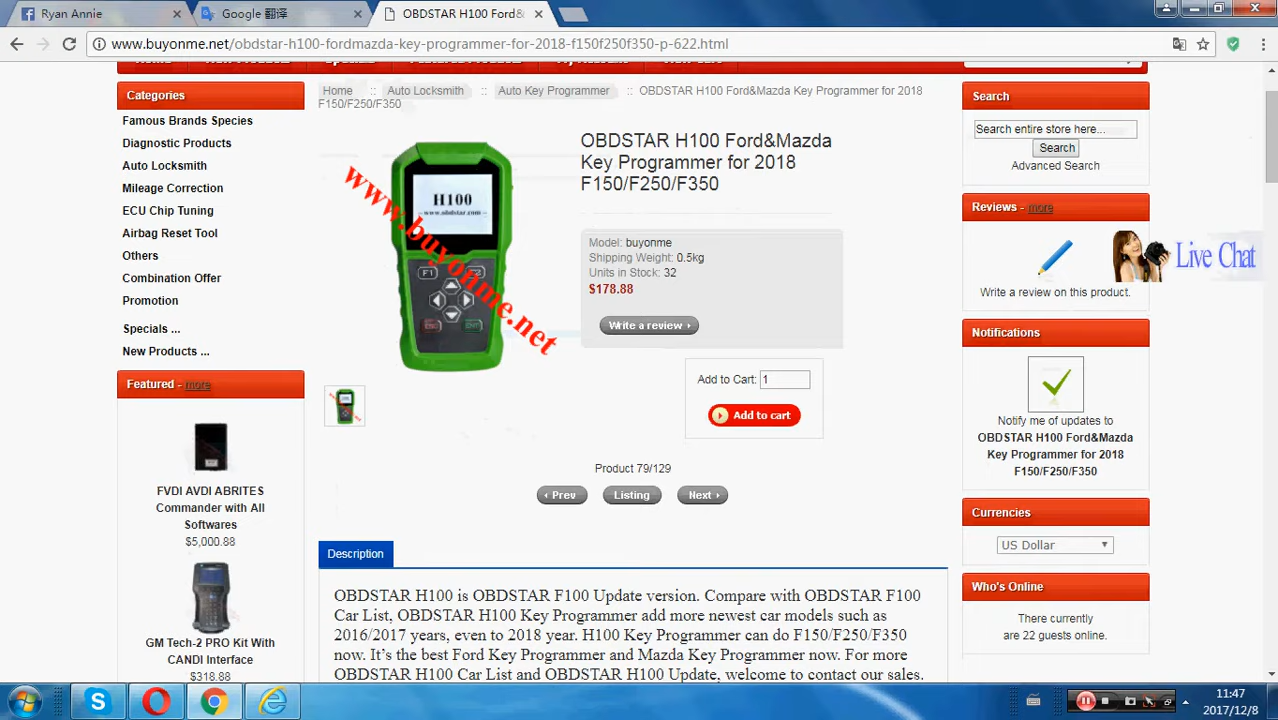 Ryan Annie
Google 翻译
OBDSTAR H100 Ford&
www.buyonme.net/obdstar-h100-fordmazda-key-programmer-for-2018-f150f250f350-p-622.html
Categories
Famous Brands Species
Diagnostic Products
Auto Locksmith
Mileage Correction
ECU Chip Tuning
Airbag Reset Tool
Others
Combination Offer
Promotion
Specials ...
New Products ...
Featured - more
FVDI AVDI ABRITES
Commander with All
Softwares
$5,000.88
GM Tech-2 PRO Kit With
CANDI Interface
$318.88
Home :: Auto Locksmith :: Auto Key Programmer :: OBDSTAR H100 Ford&Mazda Key Programmer for 2018
F150/F250/F350
H100
www.obdstar.com
F1
F2
ESC
ENT
www.buyonme.net
OBDSTAR H100 Ford&Mazda
Key Programmer for 2018
F150/F250/F350
Model: buyonme
Shipping Weight: 0.5kg
Units in Stock: 32
$178.88
Write a review
Add to Cart: 1
Add to cart
Product 79/129
Prev
Listing
Next
Description
OBDSTAR H100 is OBDSTAR F100 Update version. Compare with OBDSTAR F100
Car List, OBDSTAR H100 Key Programmer add more newest car models such as
2016/2017 years, even to 2018 year. H100 Key Programmer can do F150/F250/F350
now. It's the best Ford Key Programmer and Mazda Key Programmer now. For more
OBDSTAR H100 Car List and OBDSTAR H100 Update, welcome to contact our sales.
Search
Search entire store here...
Search
Advanced Search
Reviews - more
Write a review on this product.
Live Chat
Notifications
Notify me of updates to
OBDSTAR H100 Ford&Mazda
Key Programmer for 2018
F150/F250/F350
Currencies
US Dollar
Who's Online
There currently
are 22 guests online.
11:47
2017/12/8